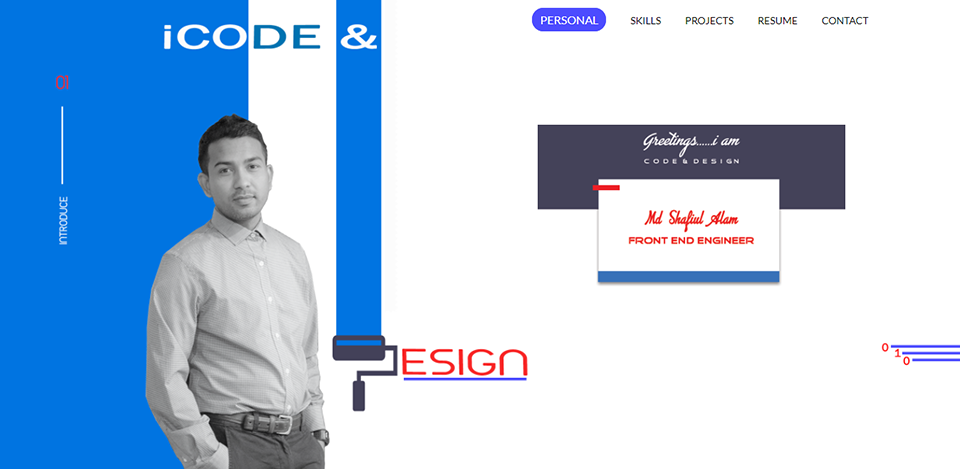 iCODE &
PERSONAL SKILLS PROJECTS RESUME CONTACT
01
INTRODUCE
Greetings.....i am
CODE & DESIGN
Md Shafiul Alam
FRONT END ENGINEER
ESIGN
0
1
0